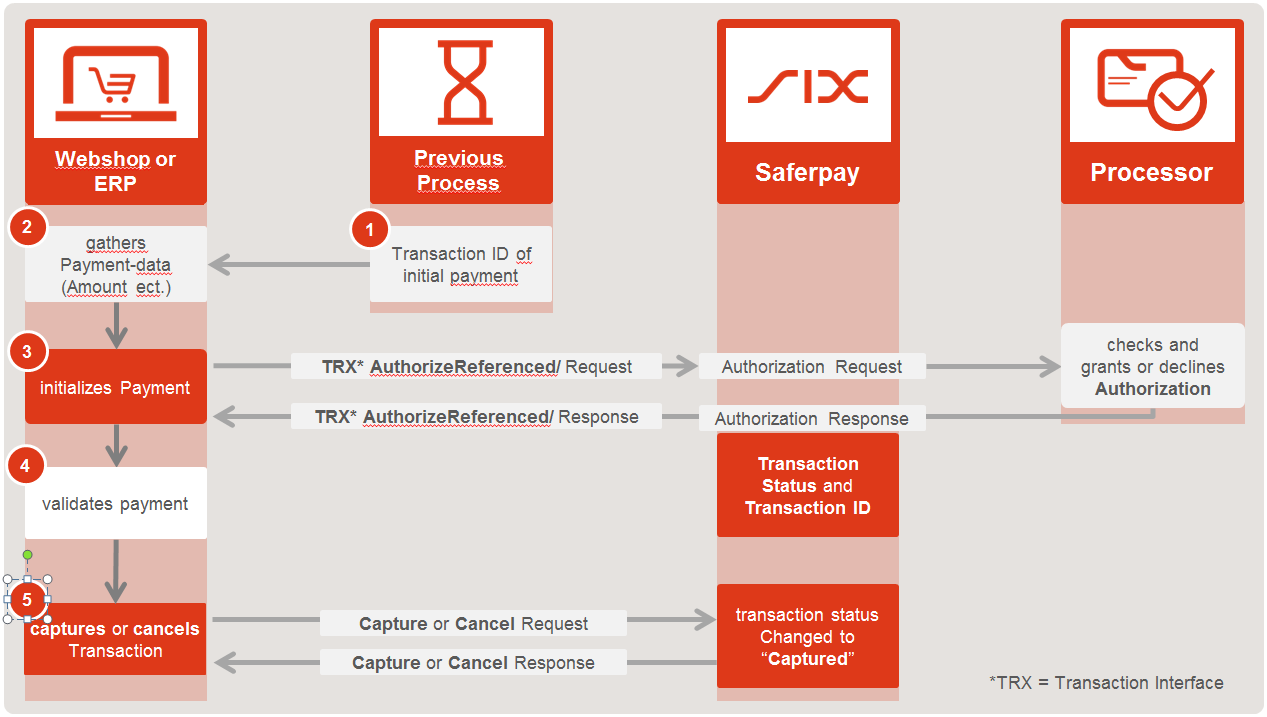 Webshop or
ERP
Previous
Process
SIX
Saferpay
Processor
2
gathers
Payment-data
(Amount ect.)
1
Transaction ID of
initial payment
3
initializes Payment
TRX* AuthorizeReferenced/ Request
Authorization Request
checks and
grants or declines
Authorization
TRX* AuthorizeReferenced/ Response
Authorization Response
4
validates payment
Transaction
Status and
Transaction ID
5
captures or cancels
Transaction
Capture or Cancel Request
Capture or Cancel Response
transaction status
Changed to
“Captured”
*TRX = Transaction Interface